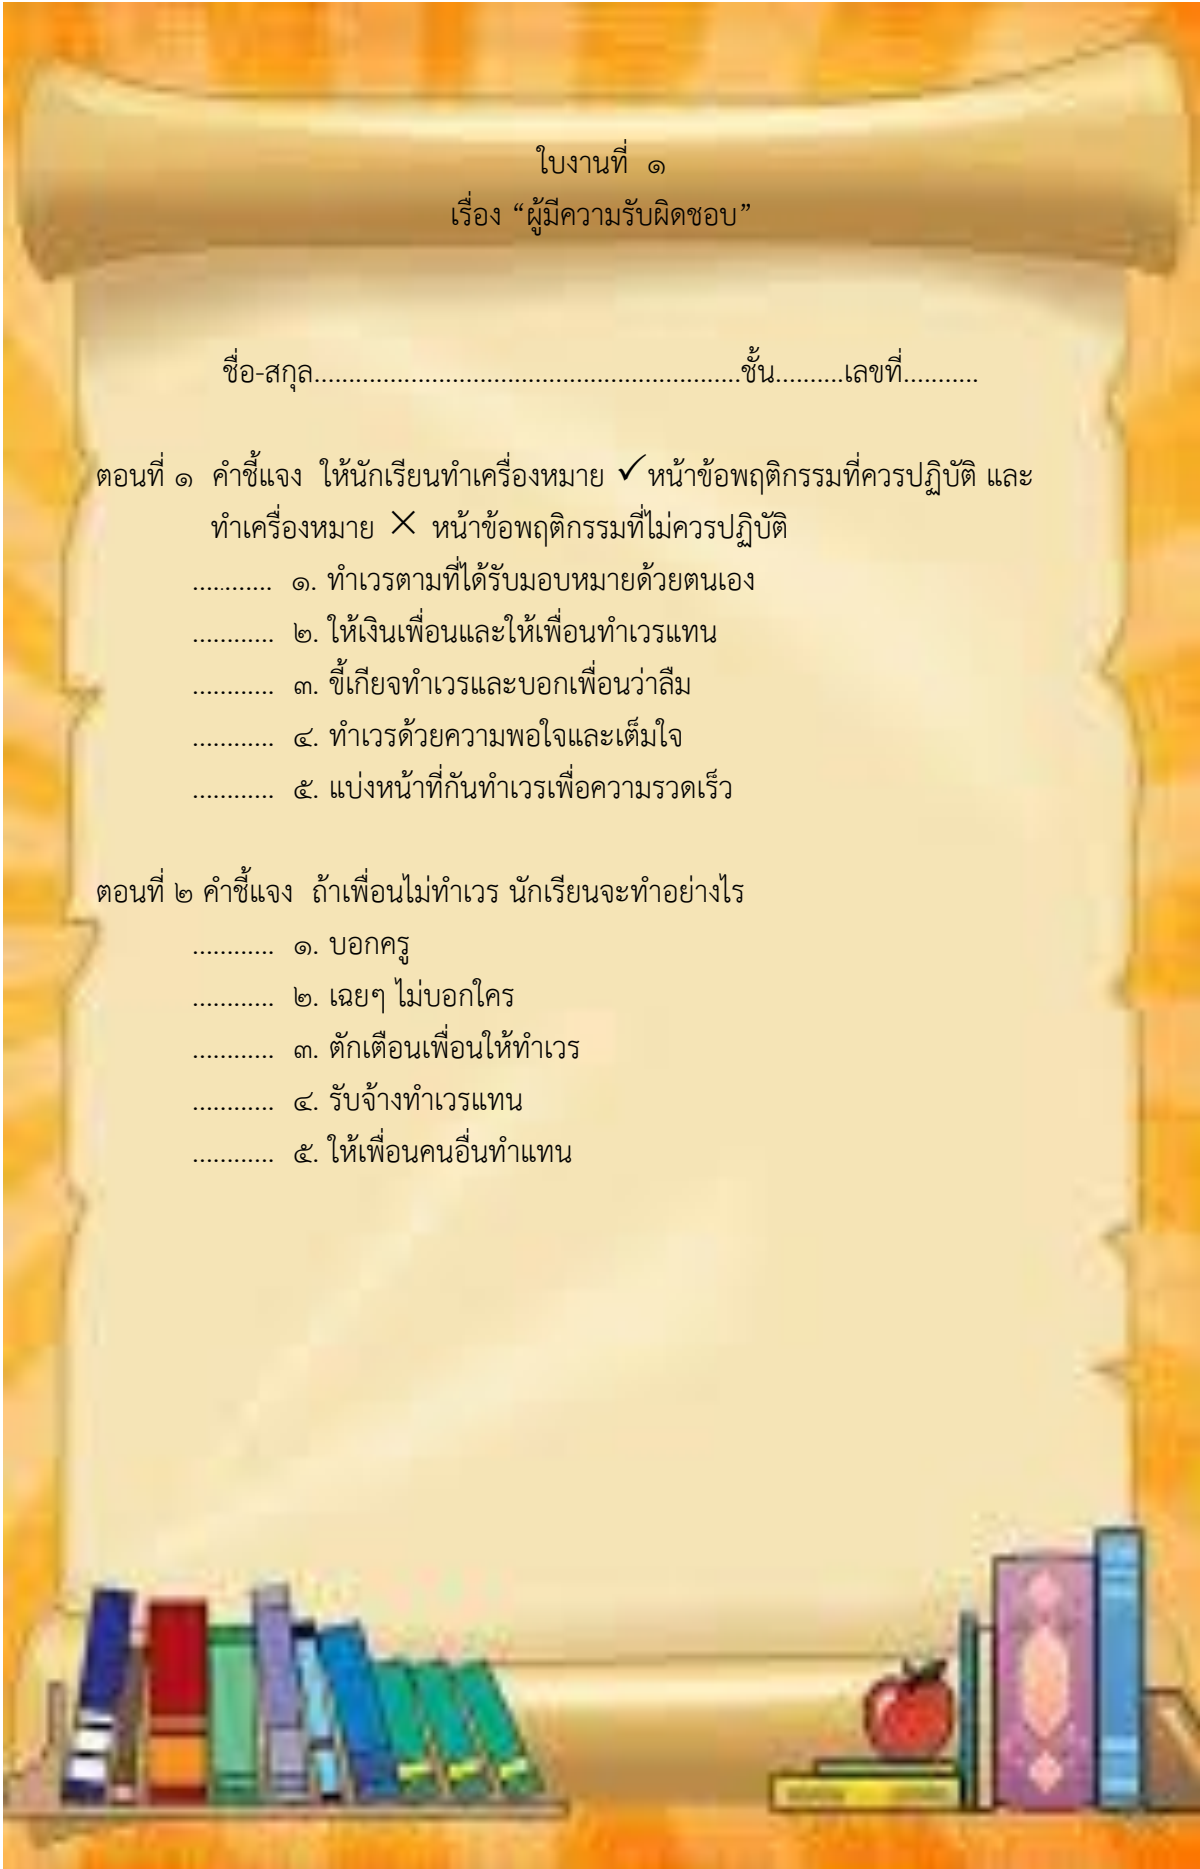 ใบงานที่ ๑
เรื่อง “ผู้มีความรับผิดชอบ”
ชื่อ-สกุล..............................................................ชั้น..........เลขที่...........
ตอนที่ ๑ คำชี้แจง ให้นักเรียนทำเครื่องหมาย ✓ หน้าข้อพฤติกรรมที่ควรปฏิบัติ และ
ทำเครื่องหมาย ✕ หน้าข้อพฤติกรรมที่ไม่ควรปฏิบัติ
............ ๑. ทำเวรตามที่ได้รับมอบหมายด้วยตนเอง
............ ๒. ให้เงินเพื่อนและให้เพื่อนทำเวรแทน
............ ๓. ขี้เกียจทำเวรและบอกเพื่อนว่าลืม
............ ๔. ทำเวรด้วยความพอใจและเต็มใจ
............ ๕. แบ่งหน้าที่กันทำเวรเพื่อความรวดเร็ว
ตอนที่ ๒ คำชี้แจง ถ้าเพื่อนไม่ทำเวร นักเรียนจะทำอย่างไร
............ ๑. บอกครู
............ ๒. เฉยๆ ไม่บอกใคร
............ ๓. ตักเตือนเพื่อนให้ทำเวร
............ ๔. รับจ้างทำเวรแทน
............ ๕. ให้เพื่อนคนอื่นทำแทน